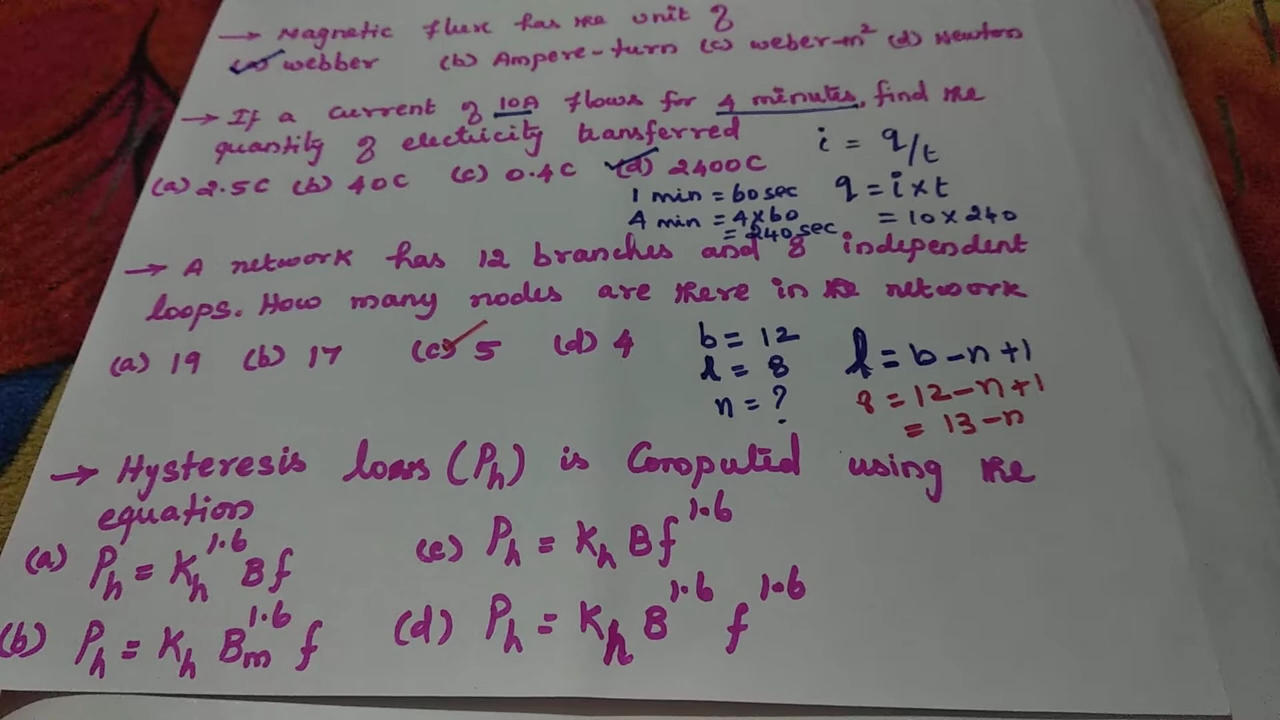 → Magnetic flux has the unit of
(a) webber (b) Ampere-turn (c) weber-m² (d) Newton
→ If a current of 10A flows for 4 minutes, find the
quantity of electricity transferred
(a) 2.5C (b) 40C (c) 0.4C (d) 2400C
i = q/t
1 min = 60 sec
4 min = 4×60
= 240 sec
q = i×t
= 10×240
→ A network has 12 branches and 8 independent
loops. How many nodes are there in the network
(a) 19 (b) 17 (c) 5 (d) 4
b = 12
l = 8
n = ?
l = b-n+1
8 = 12-n+1
= 13-n
→ Hysteresis loss (Ph) is Computed using the
equation
(a) Ph = Kh^1.6 Bf
(b) Ph = Kh Bm^1.6 f
(c) Ph = Kh Bf^1.6
(d) Ph = Kh B^1.6 f^1.6